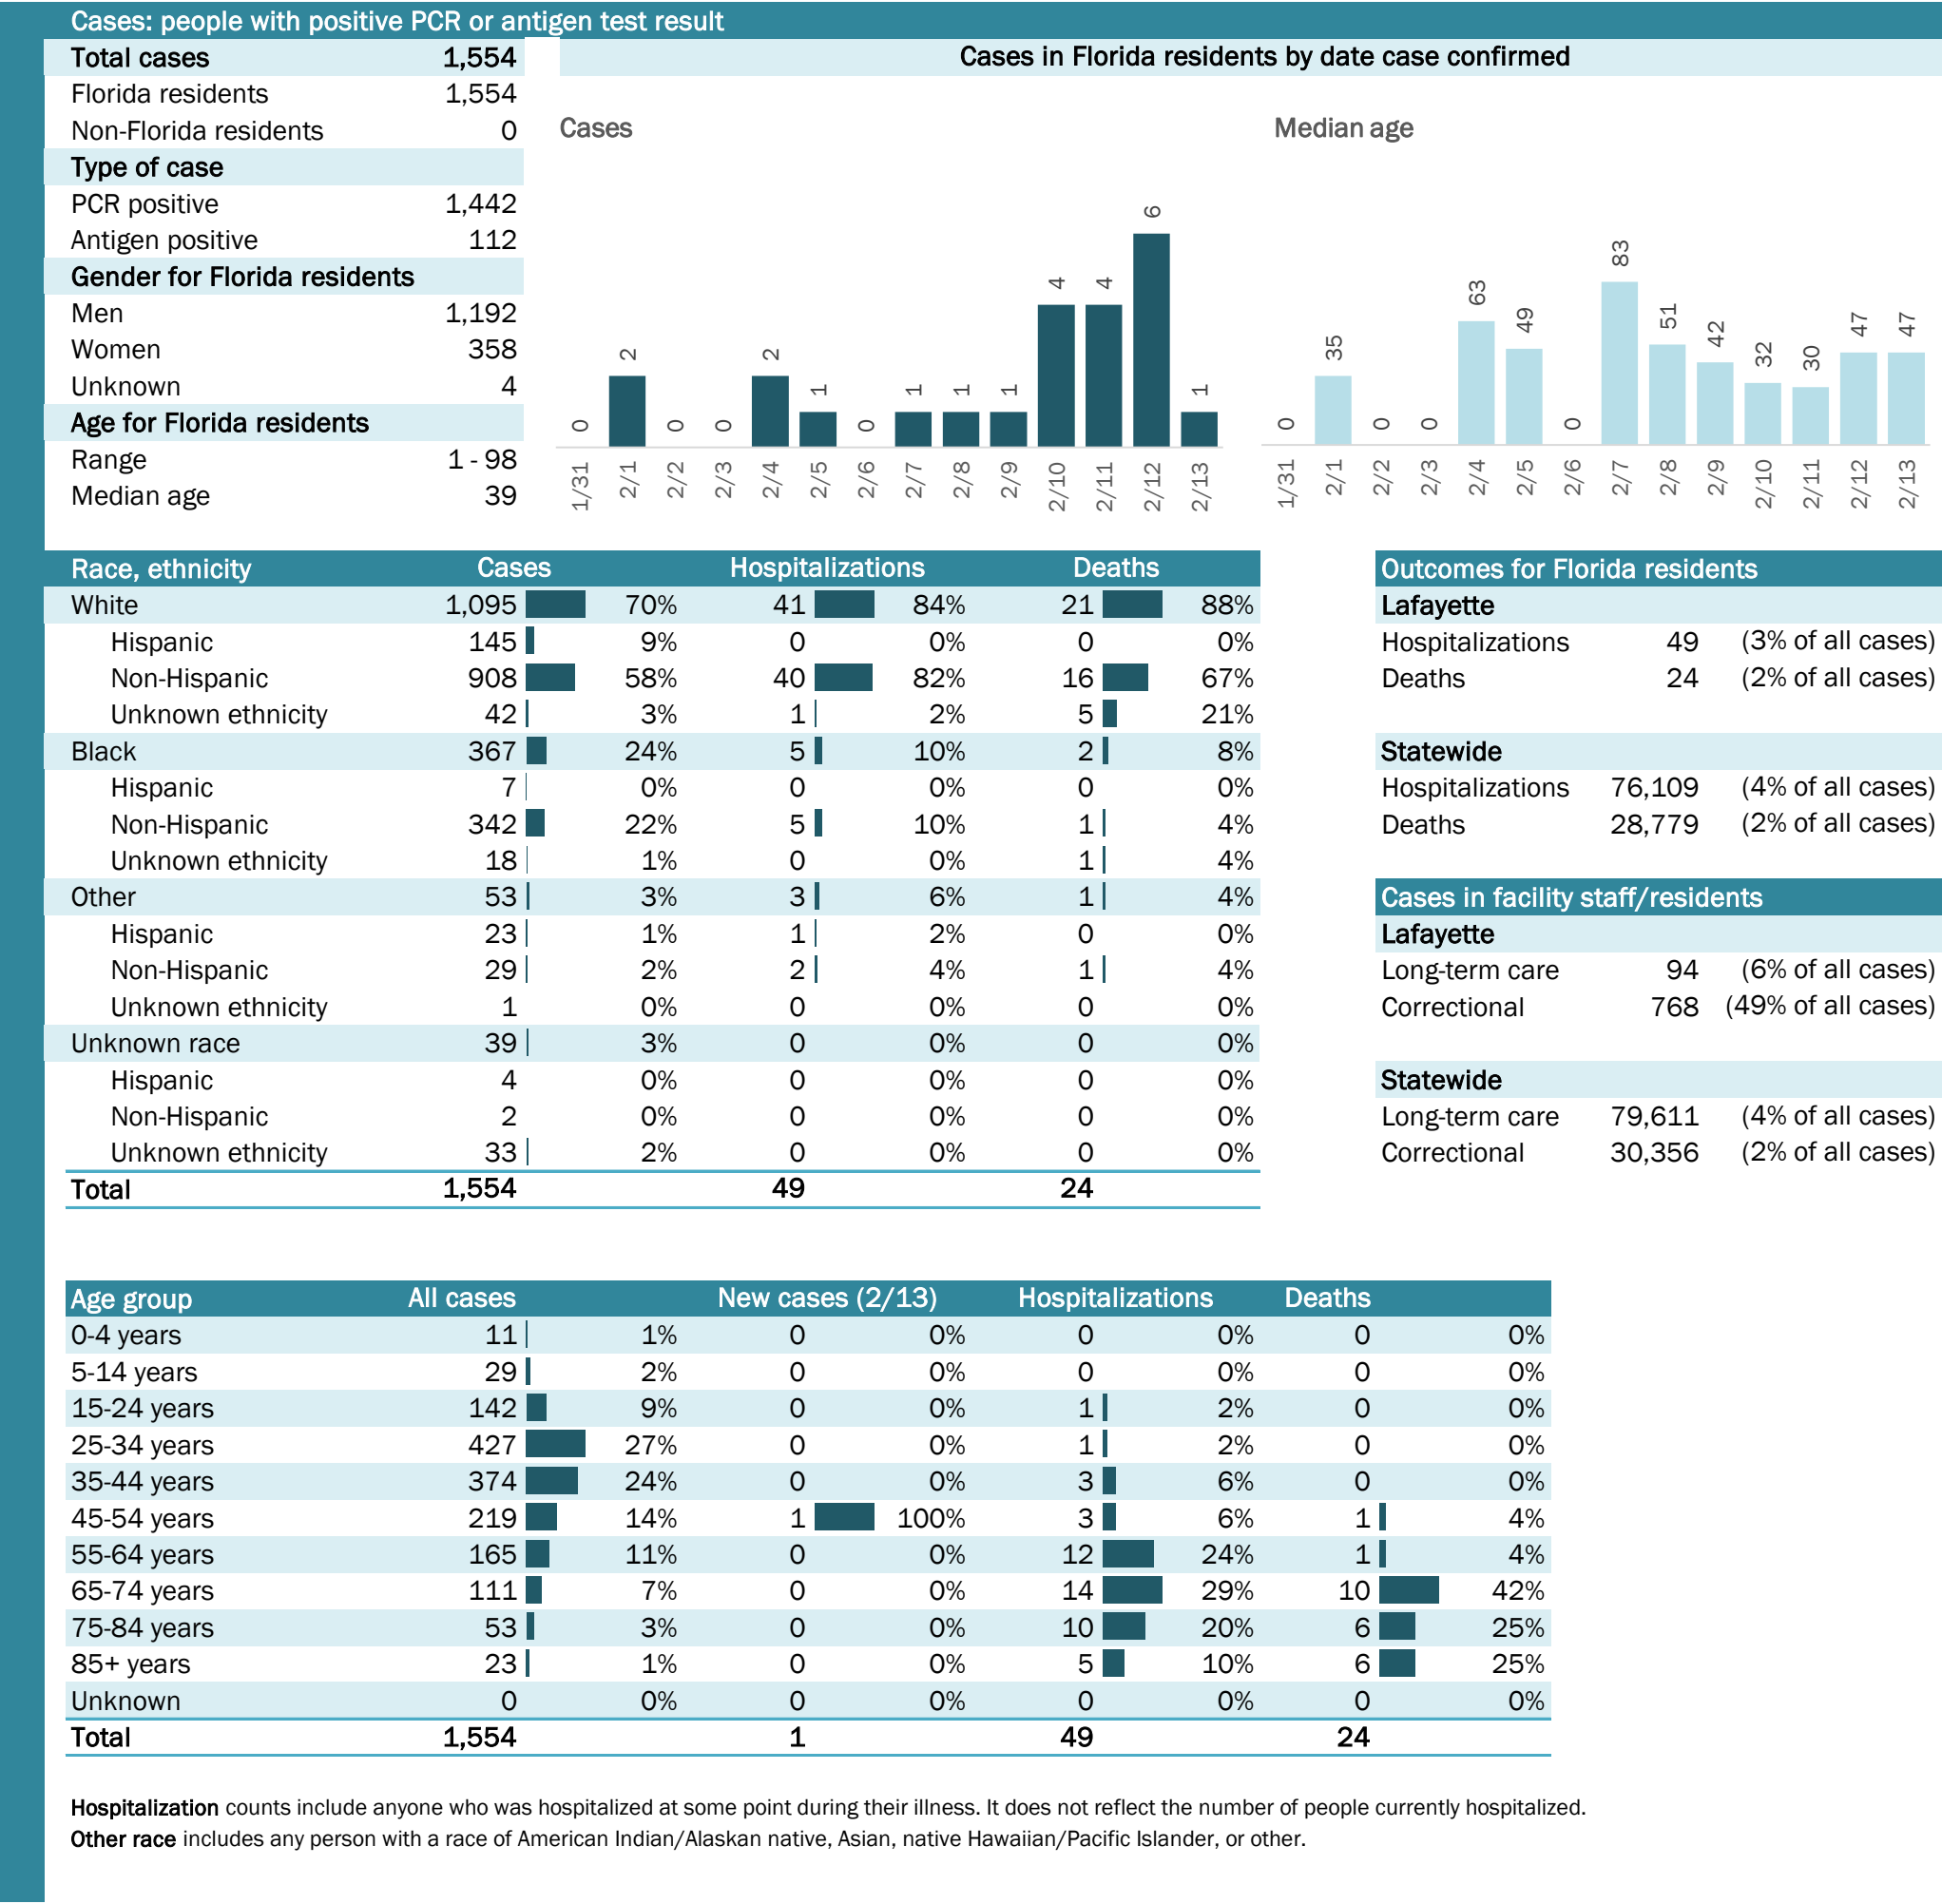 Cases: people with positive PCR or antigen test result
Total cases 1,554
Florida residents 1,554
Non-Florida residents 0
Type of case
PCR positive 1,442
Antigen positive 112
Gender for Florida residents
Men 1,192
Women 358
Unknown 4
Age for Florida residents
Range 1 - 98
Median age 39
Cases in Florida residents by date case confirmed
Cases
0 2 0 0 2 1 0 1 1 1 4 4 6 1
1/31 2/1 2/2 2/3 2/4 2/5 2/6 2/7 2/8 2/9 2/10 2/11 2/12 2/13
Median age
0 35 0 0 63 49 0 83 51 42 32 30 47 47
1/31 2/1 2/2 2/3 2/4 2/5 2/6 2/7 2/8 2/9 2/10 2/11 2/12 2/13
Race, ethnicity Cases Hospitalizations Deaths
White 1,095 70% 41 84% 21 88%
Hispanic 145 9% 0 0% 0 0%
Non-Hispanic 908 58% 40 82% 16 67%
Unknown ethnicity 42 3% 1 2% 5 21%
Black 367 24% 5 10% 2 8%
Hispanic 7 0% 0 0% 0 0%
Non-Hispanic 342 22% 5 10% 1 4%
Unknown ethnicity 18 1% 0 0% 1 4%
Other 53 3% 3 6% 1 4%
Hispanic 23 1% 1 2% 0 0%
Non-Hispanic 29 2% 2 4% 1 4%
Unknown ethnicity 1 0% 0 0% 0 0%
Unknown race 39 3% 0 0% 0 0%
Hispanic 4 0% 0 0% 0 0%
Non-Hispanic 2 0% 0 0% 0 0%
Unknown ethnicity 33 2% 0 0% 0 0%
Total 1,554 49 24
Outcomes for Florida residents
Lafayette
Hospitalizations 49 (3% of all cases)
Deaths 24 (2% of all cases)
Statewide
Hospitalizations 76,109 (4% of all cases)
Deaths 28,779 (2% of all cases)
Cases in facility staff/residents
Lafayette
Long-term care 94 (6% of all cases)
Correctional 768 (49% of all cases)
Statewide
Long-term care 79,611 (4% of all cases)
Correctional 30,356 (2% of all cases)
Age group All cases New cases (2/13) Hospitalizations Deaths
0-4 years 11 1% 0 0% 0 0% 0 0%
5-14 years 29 2% 0 0% 0 0% 0 0%
15-24 years 142 9% 0 0% 1 2% 0 0%
25-34 years 427 27% 0 0% 1 2% 0 0%
35-44 years 374 24% 0 0% 3 6% 0 0%
45-54 years 219 14% 1 100% 3 6% 1 4%
55-64 years 165 11% 0 0% 12 24% 1 4%
65-74 years 111 7% 0 0% 14 29% 10 42%
75-84 years 53 3% 0 0% 10 20% 6 25%
85+ years 23 1% 0 0% 5 10% 6 25%
Unknown 0 0% 0 0% 0 0% 0 0%
Total 1,554 1 49 24
Hospitalization counts include anyone who was hospitalized at some point during their illness. It does not reflect the number of people currently hospitalized.
Other race includes any person with a race of American Indian/Alaskan native, Asian, native Hawaiian/Pacific Islander, or other.